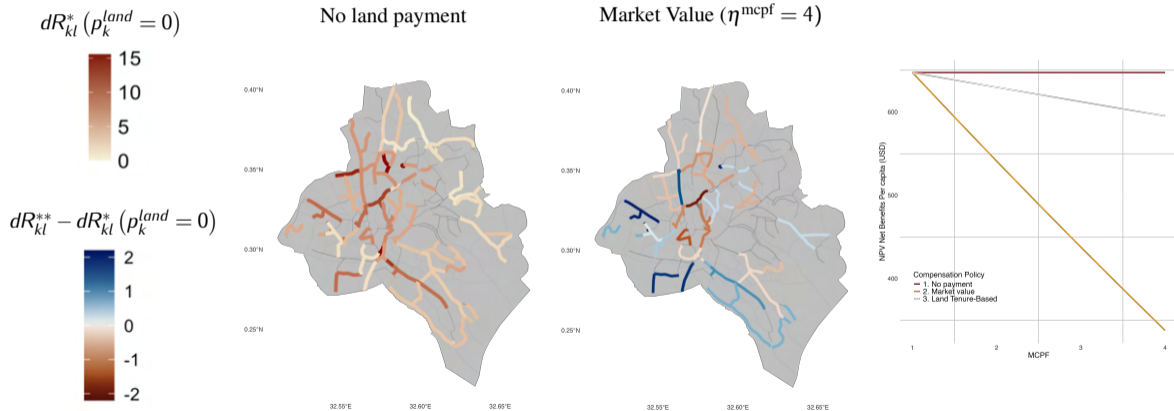 dR*ₖₗ (pₖˡᵃⁿᵈ = 0)
15
10
5
0
dR**ₖₗ − dR*ₖₗ (pₖˡᵃⁿᵈ = 0)
2
1
0
-1
-2
No land payment
0.40°N
0.35°N
0.30°N
0.25°N
32.55°E
32.60°E
32.65°E
Market Value (ηᵐᶜᵖᶠ = 4)
0.40°N
0.35°N
0.30°N
0.25°N
32.55°E
32.60°E
32.65°E
NPV Net Benefits Per capita (USD)
600
500
400
Compensation Policy
1. No payment
2. Market value
3. Land Tenure-Based
1
2
3
4
MCPF